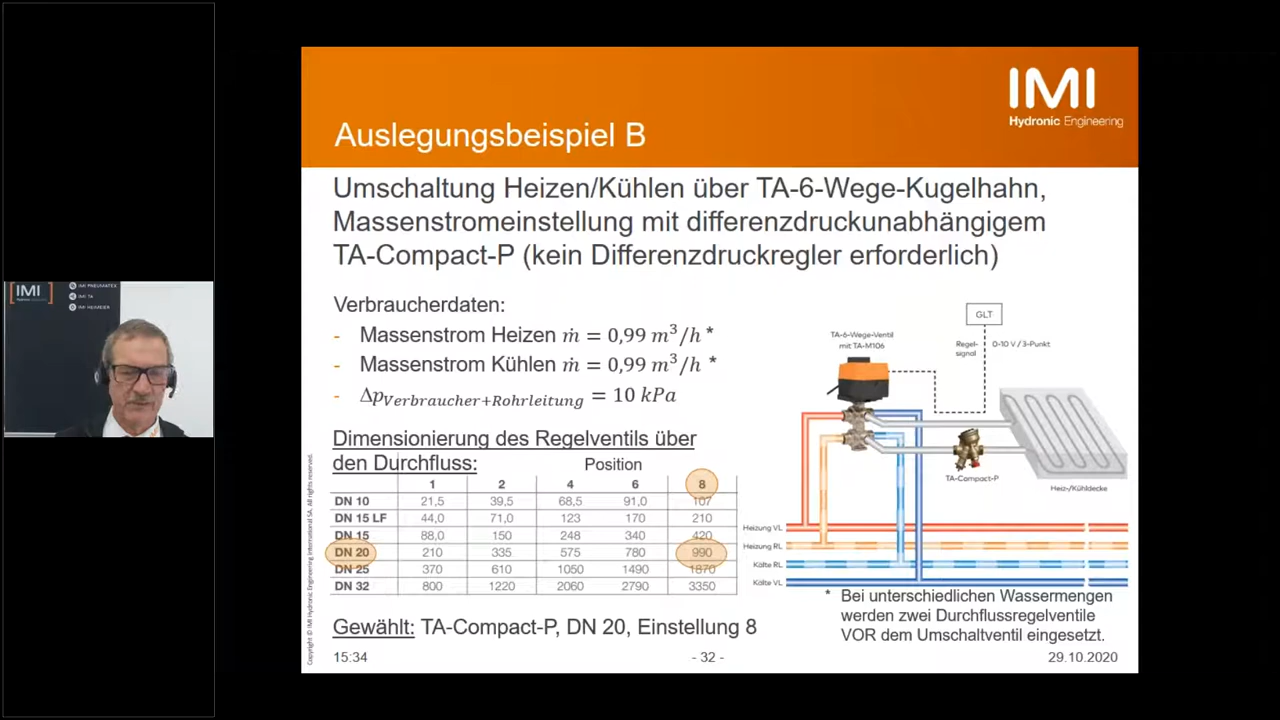 IMI
Hydronic Engineering
Auslegungsbeispiel B
Umschaltung Heizen/Kühlen über TA-6-Wege-Kugelhahn,
Massenstromeinstellung mit differenzdruckunabhängigem
TA-Compact-P (kein Differenzdruckregler erforderlich)
Verbraucherdaten:
- Massenstrom Heizen ṁ = 0,99 m³/h *
- Massenstrom Kühlen ṁ = 0,99 m³/h *
- Δp Verbraucher+Rohrleitung = 10 kPa
Dimensionierung des Regelventils über
den Durchfluss:
Position
1 2 4 6 8
DN 10 21,5 39,5 68,5 91,0 107
DN 15 LF 44,0 71,0 123 170 210
DN 15 88,0 150 248 340 420
DN 20 210 335 575 780 990
DN 25 370 610 1050 1490 1870
DN 32 800 1220 2060 2790 3350
Gewählt: TA-Compact-P, DN 20, Einstellung 8
GLT
TA-6-Wege-Ventil
mit TA-M106
Regel-
signal
0-10 V / 3-Punkt
TA-Compact-P
Heiz-/Kühldecke
Heizung VL
Heizung RL
Kälte RL
Kälte VL
* Bei unterschiedlichen Wassermengen
werden zwei Durchflussregelventile
VOR dem Umschaltventil eingesetzt.
15:34
- 32 -
29.10.2020
Copyright © IMI Hydronic Engineering International SA. All rights reserved.
IMI
IMI PNEUMATEX
IMI TA
IMI HEIMEIER